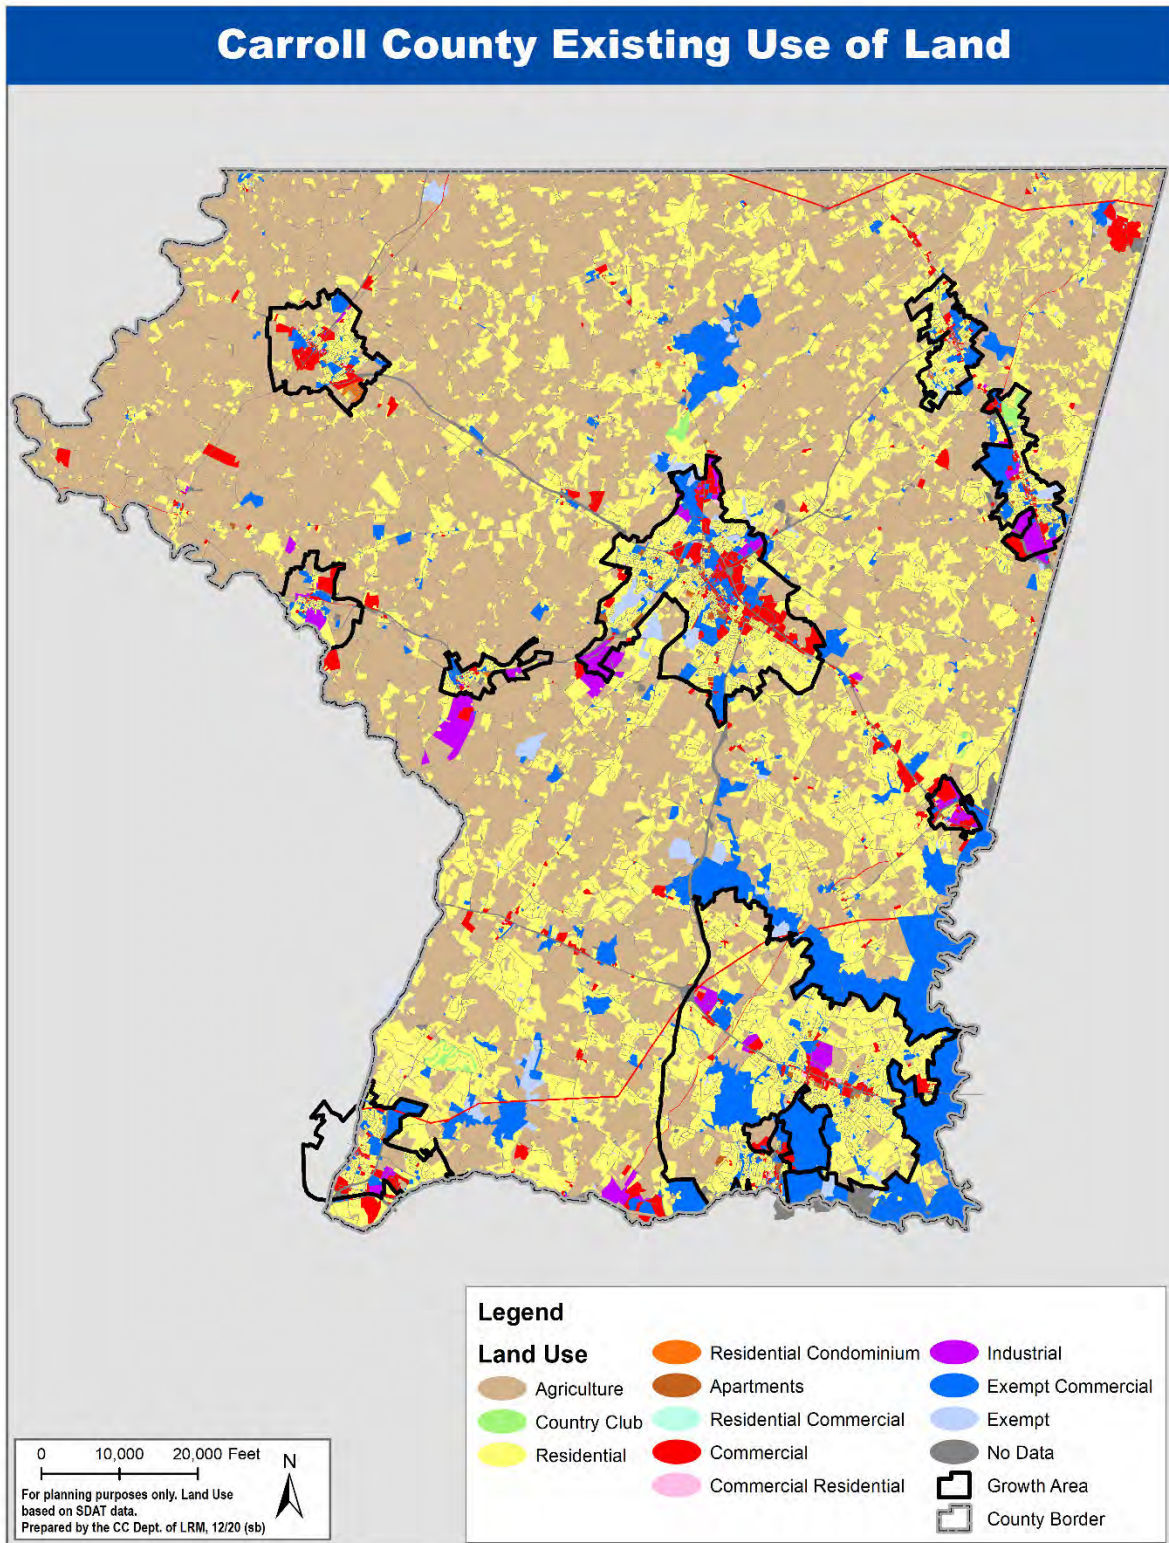 Carroll County Existing Use of Land
Legend
Land Use
Agriculture
Country Club
Residential
Residential Condominium
Apartments
Residential Commercial
Commercial
Commercial Residential
Industrial
Exempt Commercial
Exempt
No Data
Growth Area
County Border
0 10,000 20,000 Feet
N
For planning purposes only. Land Use
based on SDAT data.
Prepared by the CC Dept. of LRM, 12/20 (sb)